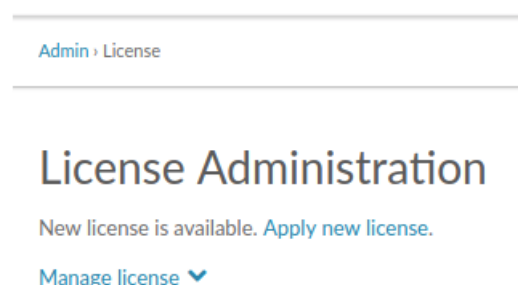 Admin › License
License Administration
New license is available. Apply new license.
Manage license